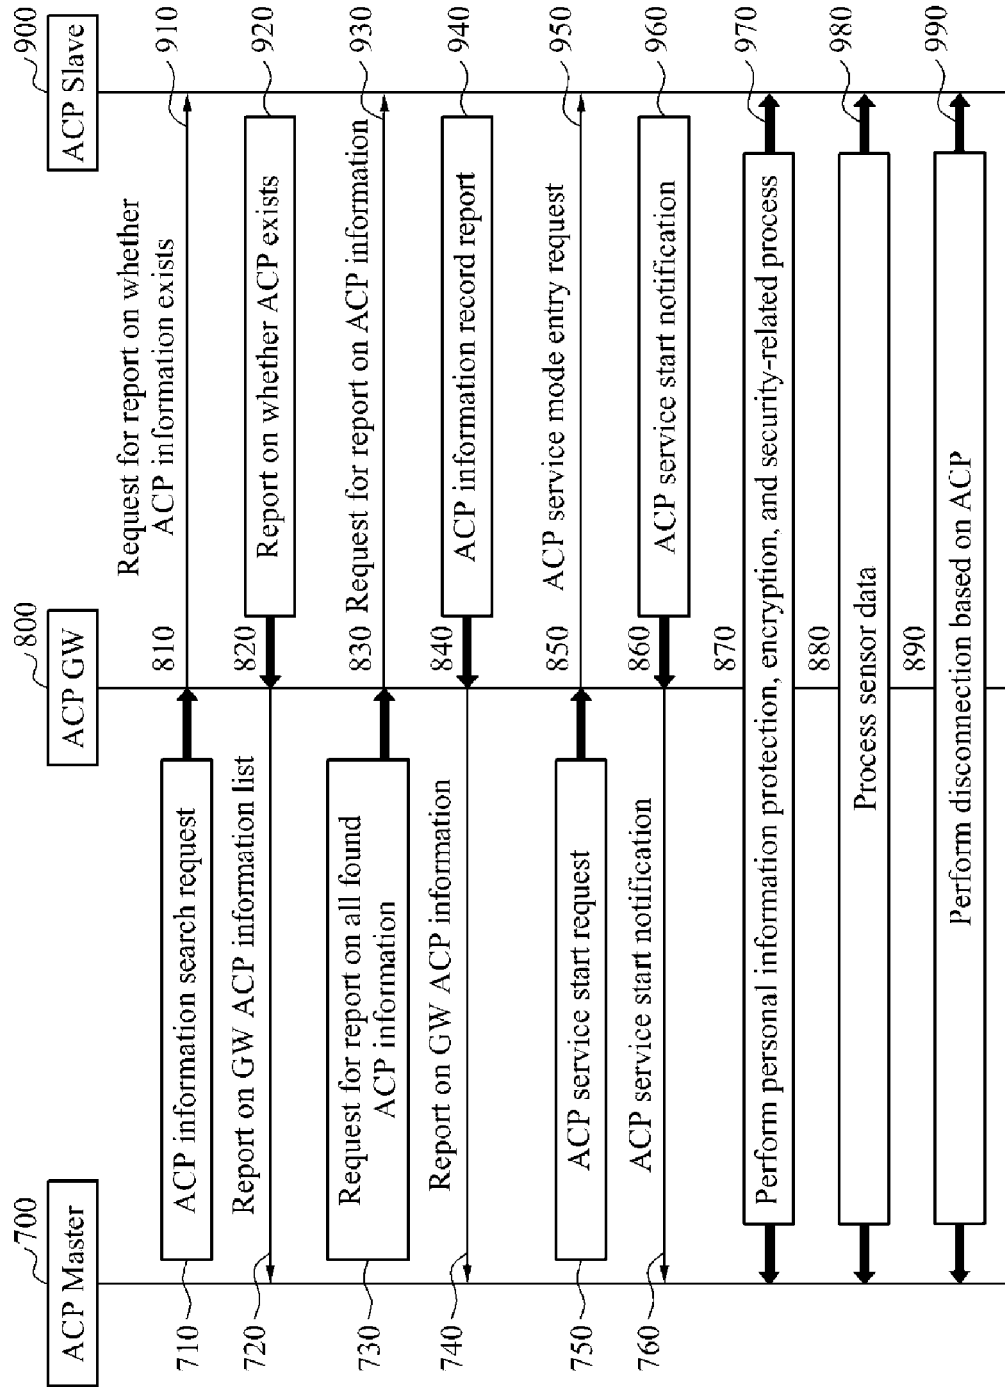 700
ACP Master
800
ACP GW
900
ACP Slave
710
ACP information search request
810
Request for report on whether
ACP information exists
910
720
Report on GW ACP information list
820
Report on whether ACP exists
920
730
Request for report on all found
ACP information
830
Request for report on ACP information
930
740
Report on GW ACP information
840
ACP information record report
940
750
ACP service start request
850
ACP service mode entry request
950
760
ACP service start notification
860
ACP service start notification
960
870
Perform personal information protection, encryption, and security-related process
970
880
Process sensor data
980
890
Perform disconnection based on ACP
990